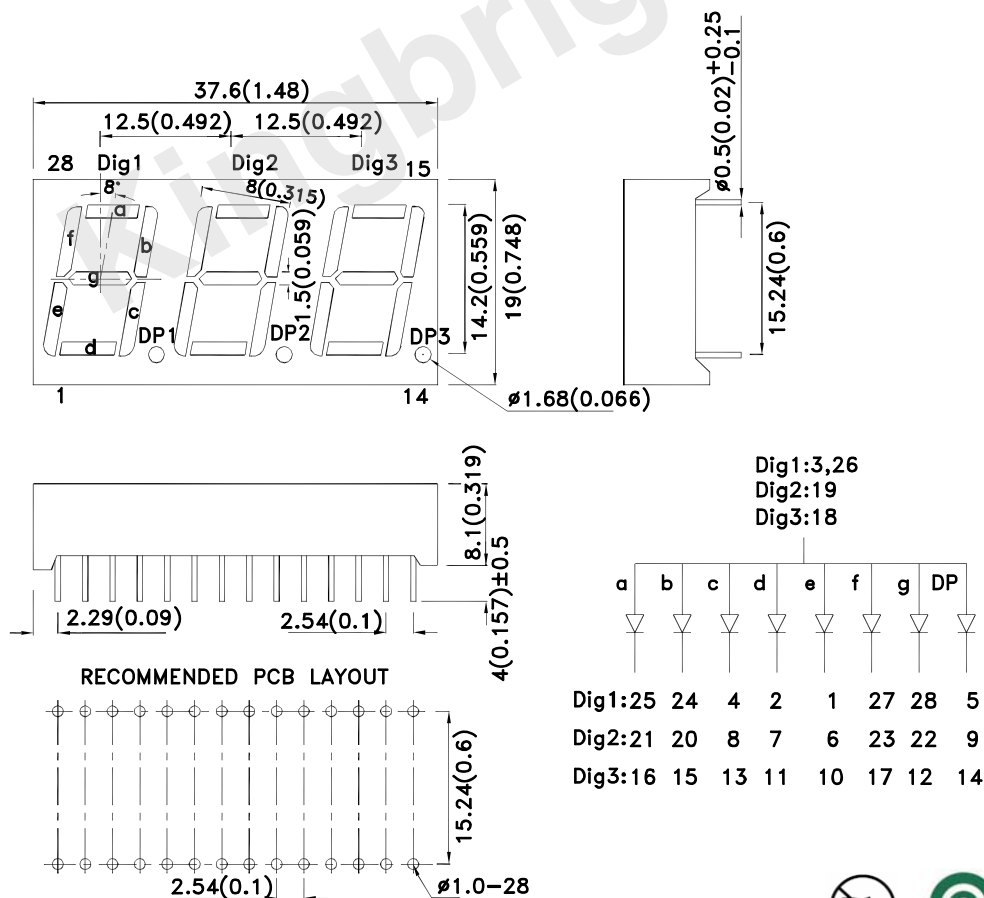 Kingbrig
37.6(1.48)
12.5(0.492) 12.5(0.492)
28 Dig1 Dig2 Dig3 15
8° 8(0.315)
a
f b
g
e c
d
DP1 DP2 DP3
1.5(0.059)
14.2(0.559)
19(0.748)
1 14
ø1.68(0.066)
ø0.5(0.02)+0.25
-0.1
15.24(0.6)
8.1(0.319)
4(0.157)±0.5
2.29(0.09) 2.54(0.1)
RECOMMENDED PCB LAYOUT
15.24(0.6)
2.54(0.1) ø1.0-28
Dig1:3,26
Dig2:19
Dig3:18
a b c d e f g DP
Dig1:25 24 4 2 1 27 28 5
Dig2:21 20 8 7 6 23 22 9
Dig3:16 15 13 11 10 17 12 14